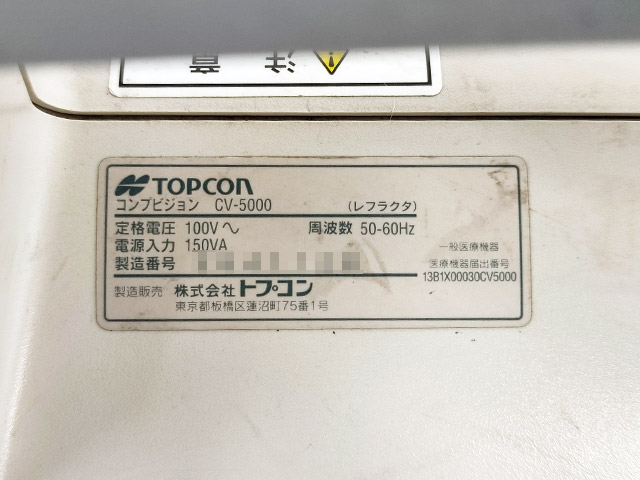 注意
TOPCON
コンプビジョン CV-5000 (レフラクタ)
定格電圧 100V～ 周波数 50-60Hz
電源入力 150VA
一般医療機器
製造番号
医療機器届出番号
13B1X00030CV5000
製造販売 株式会社トプコン
東京都板橋区蓮沼町75番1号